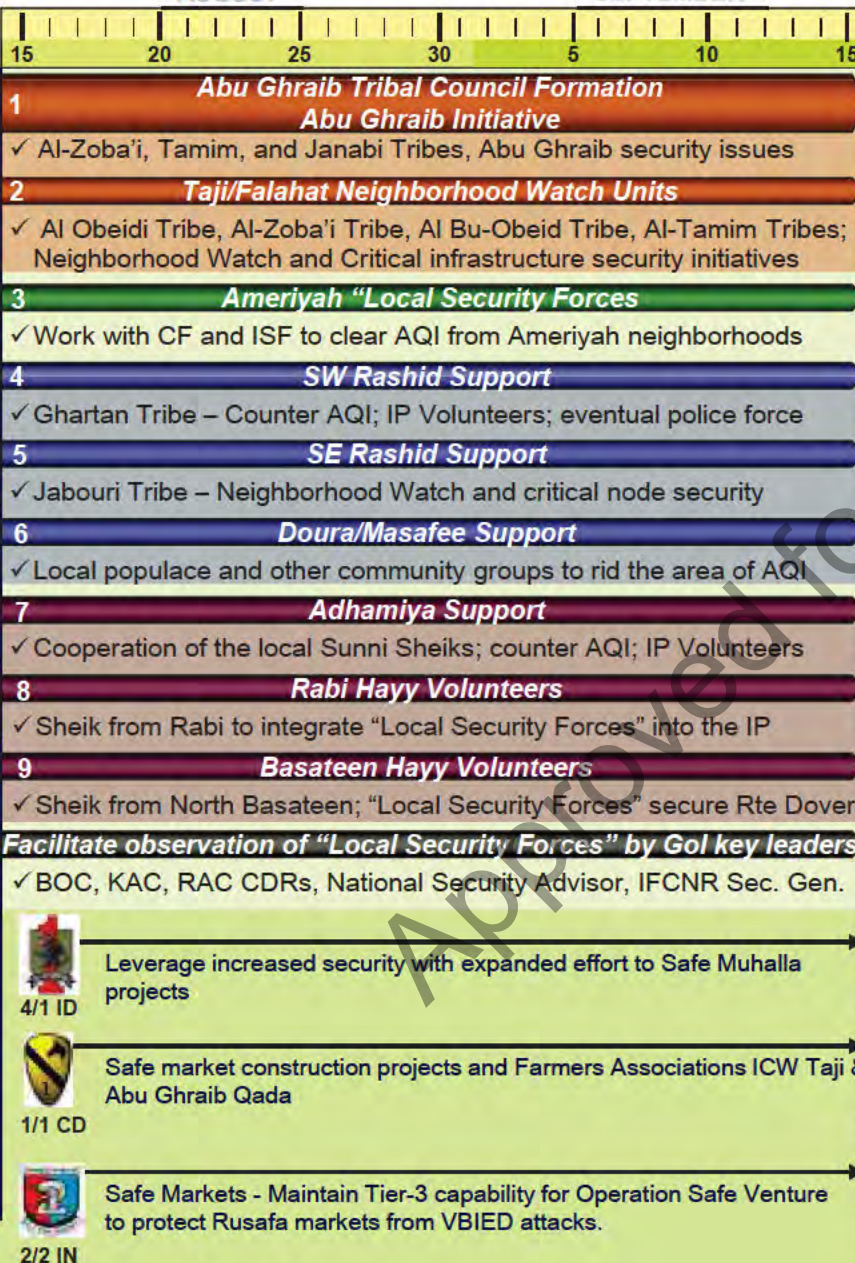 15 20 25 30 5 10 15
1 Abu Ghraib Tribal Council Formation
Abu Ghraib Initiative
✓ Al-Zoba'i, Tamim, and Janabi Tribes, Abu Ghraib security issues
2 Taji/Falahat Neighborhood Watch Units
✓ Al Obeidi Tribe, Al-Zoba'i Tribe, Al Bu-Obeid Tribe, Al-Tamim Tribes;
Neighborhood Watch and Critical infrastructure security initiatives
3 Ameriyah “Local Security Forces
✓ Work with CF and ISF to clear AQI from Ameriyah neighborhoods
4 SW Rashid Support
✓ Ghartan Tribe – Counter AQI; IP Volunteers; eventual police force
5 SE Rashid Support
✓ Jabouri Tribe – Neighborhood Watch and critical node security
6 Doura/Masafee Support
✓ Local populace and other community groups to rid the area of AQI
7 Adhamiya Support
✓ Cooperation of the local Sunni Sheiks; counter AQI; IP Volunteers
8 Rabi Hayy Volunteers
✓ Sheik from Rabi to integrate “Local Security Forces” into the IP
9 Basateen Hayy Volunteers
✓ Sheik from North Basateen; “Local Security Forces” secure Rte Dover
Facilitate observation of “Local Security Forces” by GoI key leaders
✓ BOC, KAC, RAC CDRs, National Security Advisor, IFCNR Sec. Gen.
Leverage increased security with expanded effort to Safe Muhalla
projects
4/1 ID
Safe market construction projects and Farmers Associations ICW Taji &
Abu Ghraib Qada
1/1 CD
Safe Markets - Maintain Tier-3 capability for Operation Safe Venture
to protect Rusafa markets from VBIED attacks.
2/2 IN
Approved fo